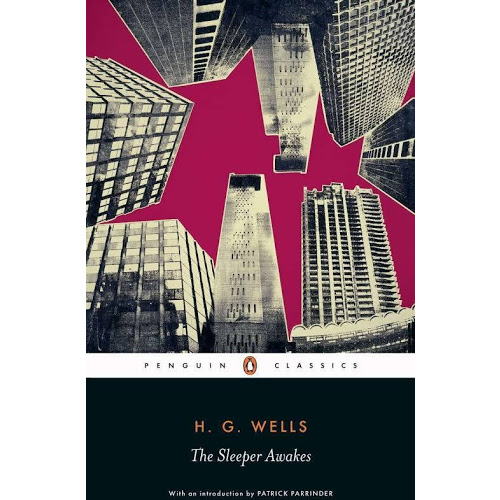 PENGUIN CLASSICS
H. G. WELLS
The Sleeper Awakes
With an introduction by PATRICK PARRINDER